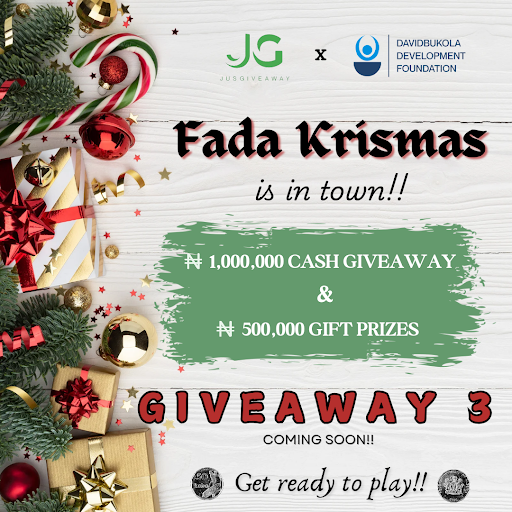 JG
JUSGIVEAWAY
x
DAVIDBUKOLA
DEVELOPMENT
FOUNDATION
Fada Krismas
is in town!!
₦ 1,000,000 CASH GIVEAWAY
&
₦ 500,000 GIFT PRIZES
GIVEAWAY 3
COMING SOON!!
Get ready to play!!